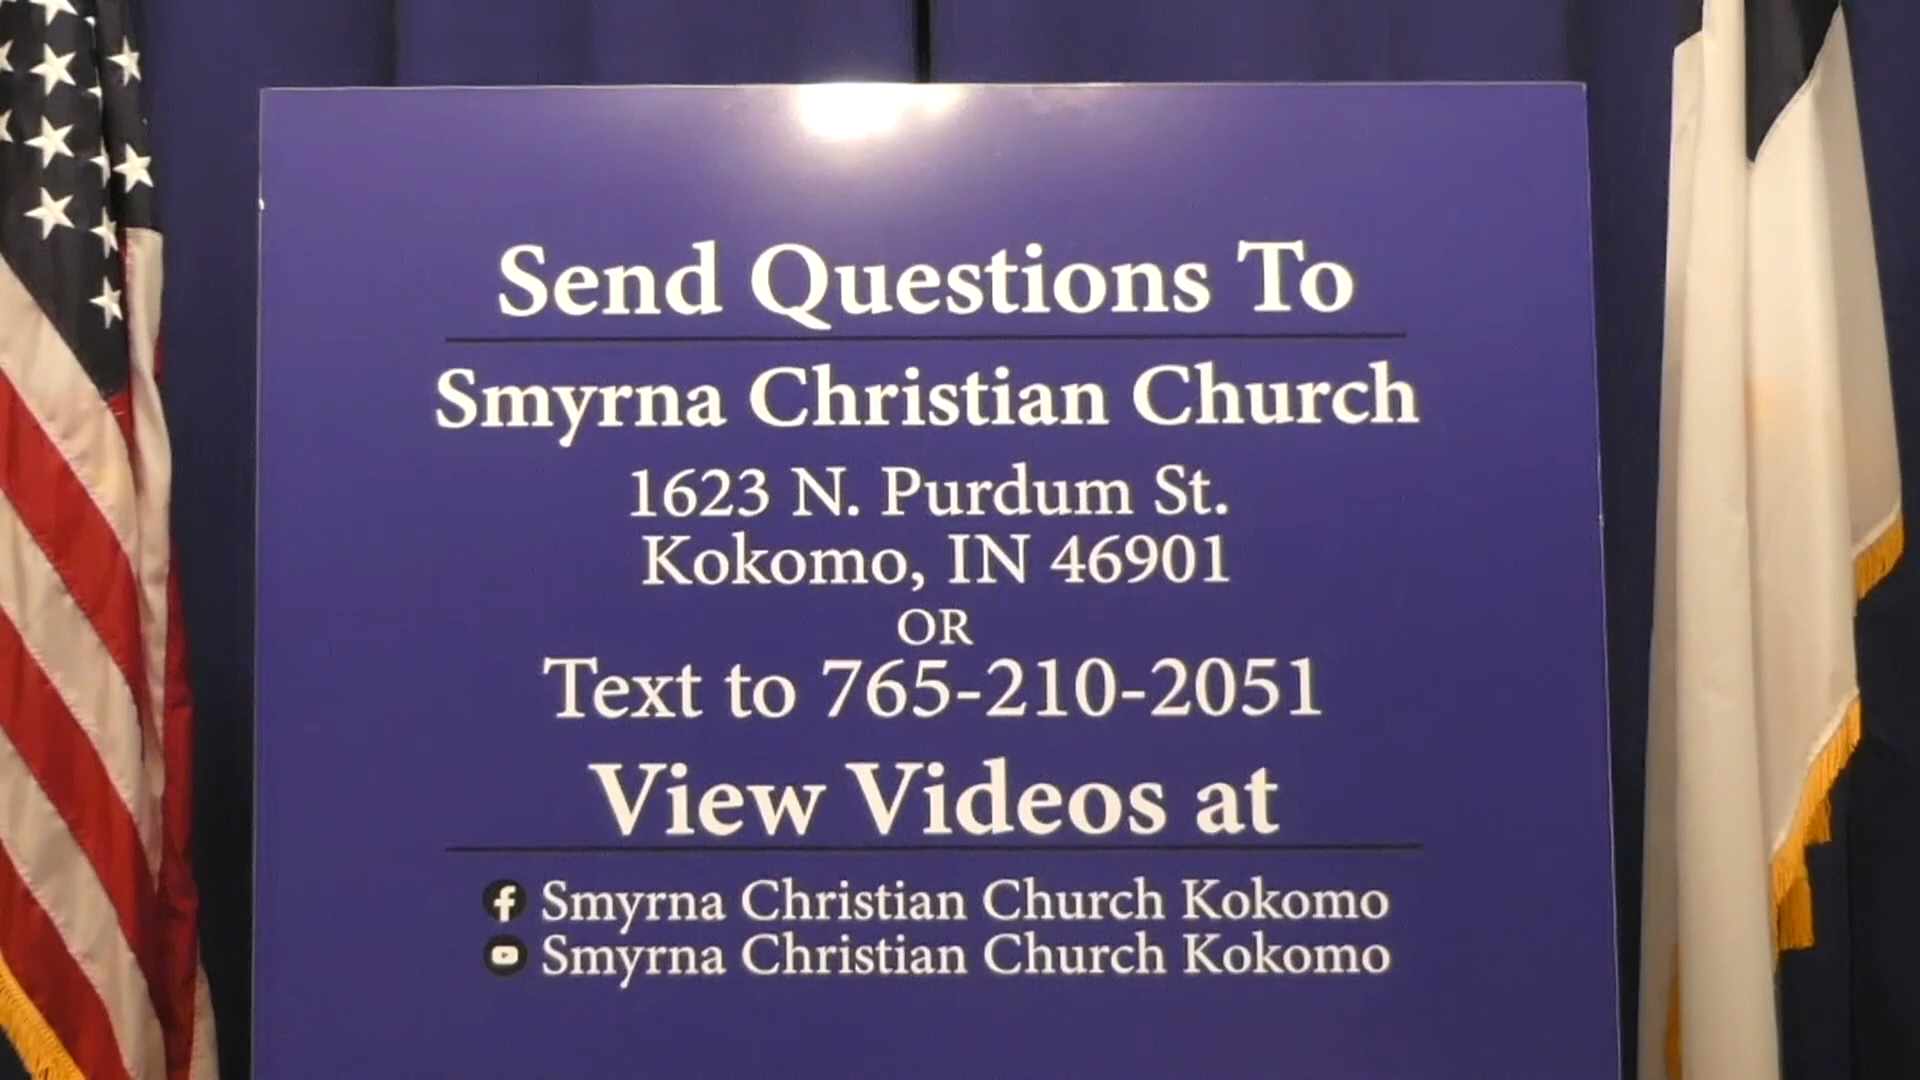 Send Questions To
Smyrna Christian Church
1623 N. Purdum St.
Kokomo, IN 46901
OR
Text to 765-210-2051
View Videos at
Smyrna Christian Church Kokomo
Smyrna Christian Church Kokomo